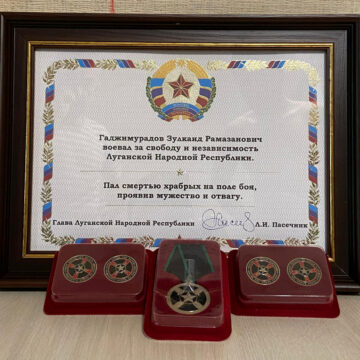 Гаджимурадов Зулкаид Рамазанович
воевал за свободу и независимость
Луганской Народной Республики.
Пал смертью храбрых на поле боя,
проявив мужество и отвагу.
Глава Луганской Народной Республики Л.И. Пасечник